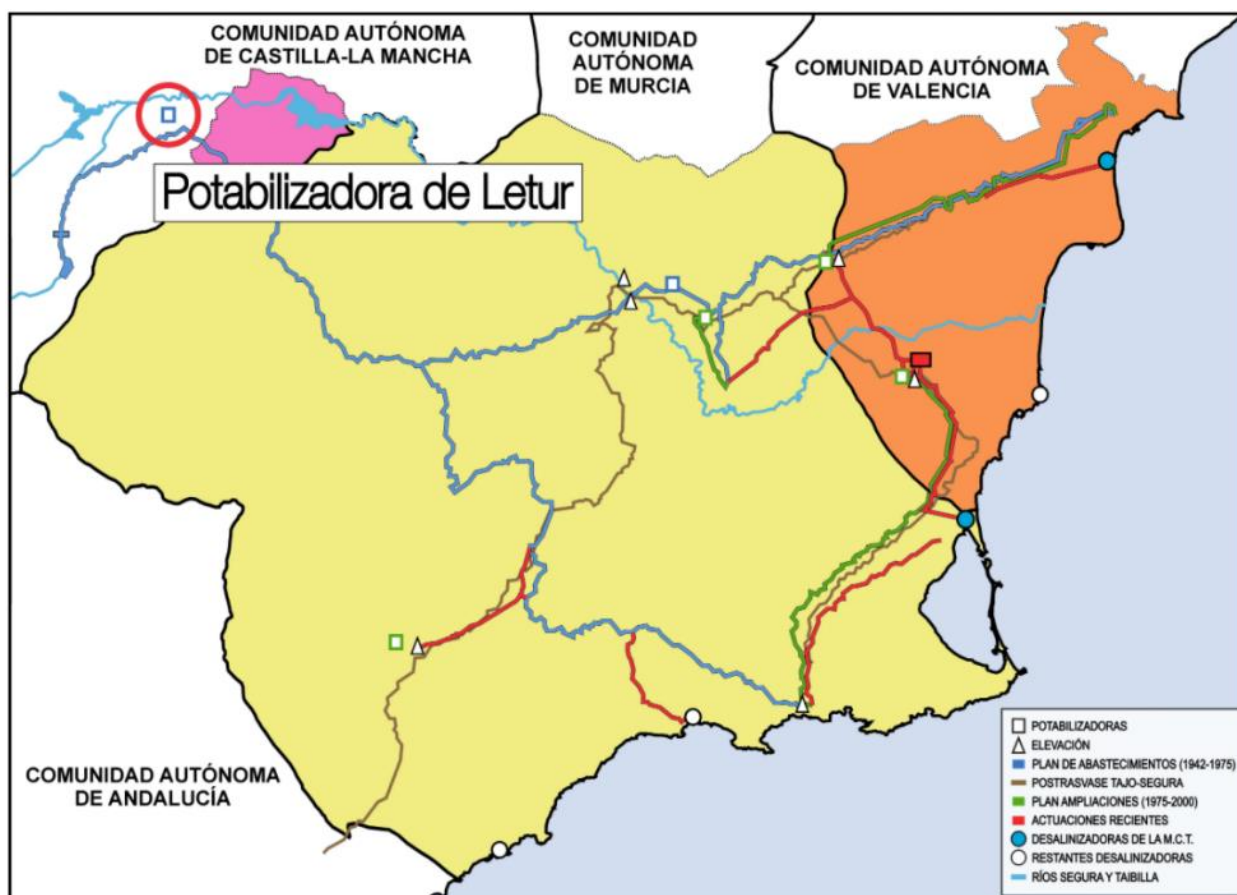 COMUNIDAD AUTÓNOMA
DE CASTILLA-LA MANCHA
COMUNIDAD
AUTÓNOMA
DE MURCIA
COMUNIDAD AUTÓNOMA
DE VALENCIA
Potabilizadora de Letur
COMUNIDAD AUTÓNOMA
DE ANDALUCÍA
POTABILIZADORAS
ELEVACIÓN
PLAN DE ABASTECIMIENTOS (1942-1975)
POSTRASVASE TAJO-SEGURA
PLAN AMPLIACIONES (1975-2000)
ACTUACIONES RECIENTES
DESALINIZADORAS DE LA M.C.T.
RESTANTES DESALINIZADORAS
RÍOS SEGURA Y TAIBILLA